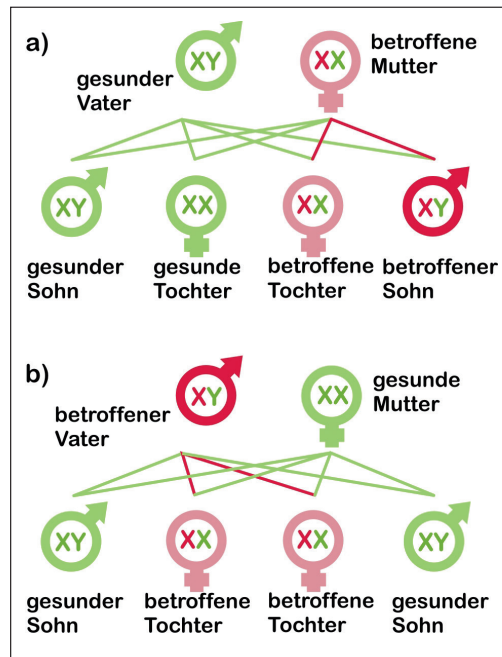 a)
XY
XX
gesunder
Vater
betroffene
Mutter
XY
XX
XX
XY
gesunder
Sohn
gesunde
Tochter
betroffene
Tochter
betroffener
Sohn
b)
XY
XX
betroffener
Vater
gesunde
Mutter
XY
XX
XX
XY
gesunder
Sohn
betroffene
Tochter
betroffene
Tochter
gesunder
Sohn